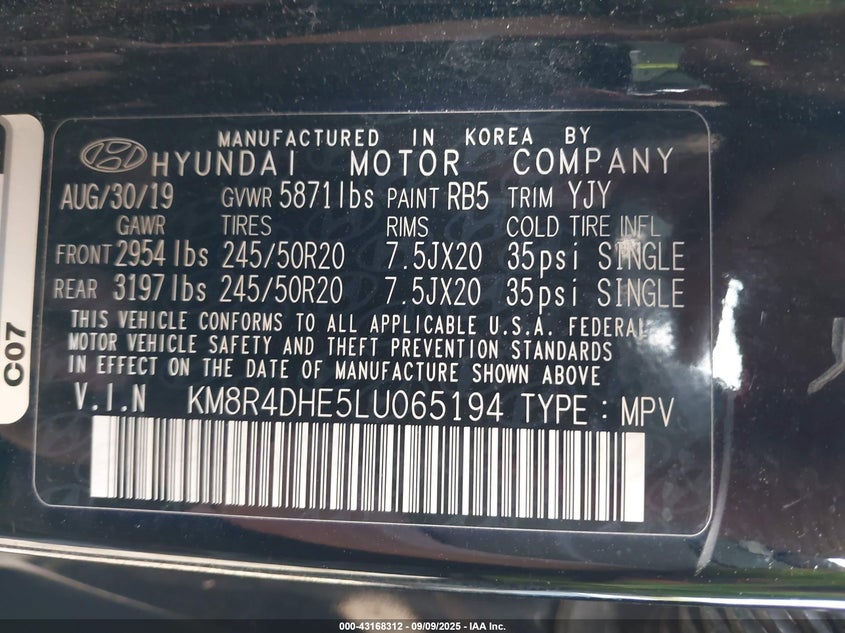 MANUFACTURED IN KOREA BY
HYUNDAI MOTOR COMPANY
AUG/30/19 GVWR 5871lbs PAINT RB5 TRIM YJY
GAWR TIRES RIMS COLD TIRE INFL
FRONT 2954 lbs 245/50R20 7.5JX20 35psi SINGLE
REAR 3197 lbs 245/50R20 7.5JX20 35psi SINGLE
THIS VEHICLE CONFORMS TO ALL APPLICABLE U.S.A. FEDERAL
MOTOR VEHICLE SAFETY AND THEFT PREVENTION STANDARDS
IN EFFECT ON THE DATE OF MANUFACTURE SHOWN ABOVE
V.I.N KM8R4DHE5LU065194 TYPE : MPV
C07
000-43168312 - 09/09/2025 - IAA Inc.